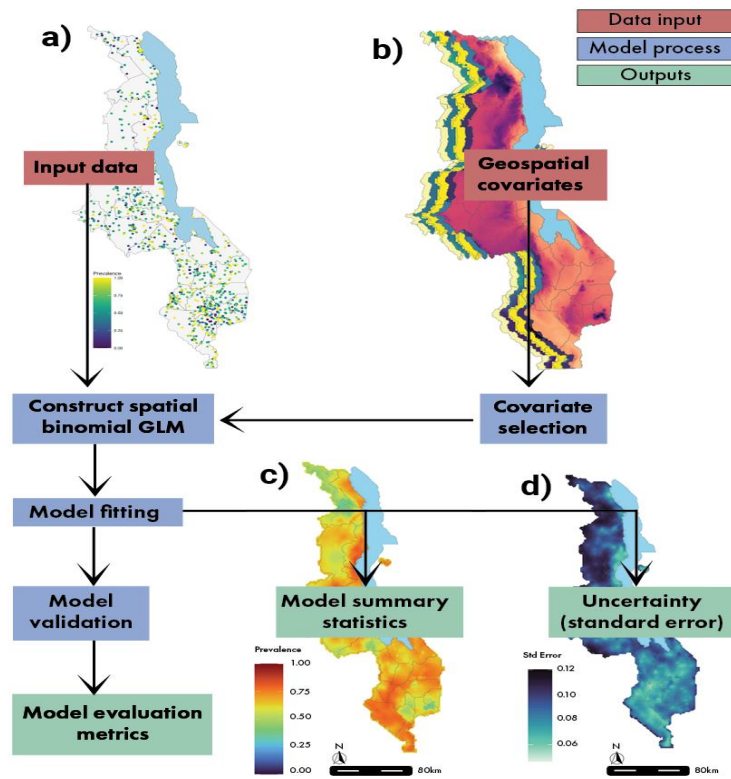 a)
b)
Data input
Model process
Outputs
Input data
Geospatial
covariates
Prevalence
1.00
0.75
0.50
0.25
0.00
Construct spatial
binomial GLM
Covariate
selection
c)
d)
Model fitting
Model
validation
Model summary
statistics
Uncertainty
(standard error)
Prevalence
1.00
0.75
0.50
0.25
0.00
Std Error
0.12
0.10
0.08
0.06
Model evaluation
metrics
N
80km
N
80km